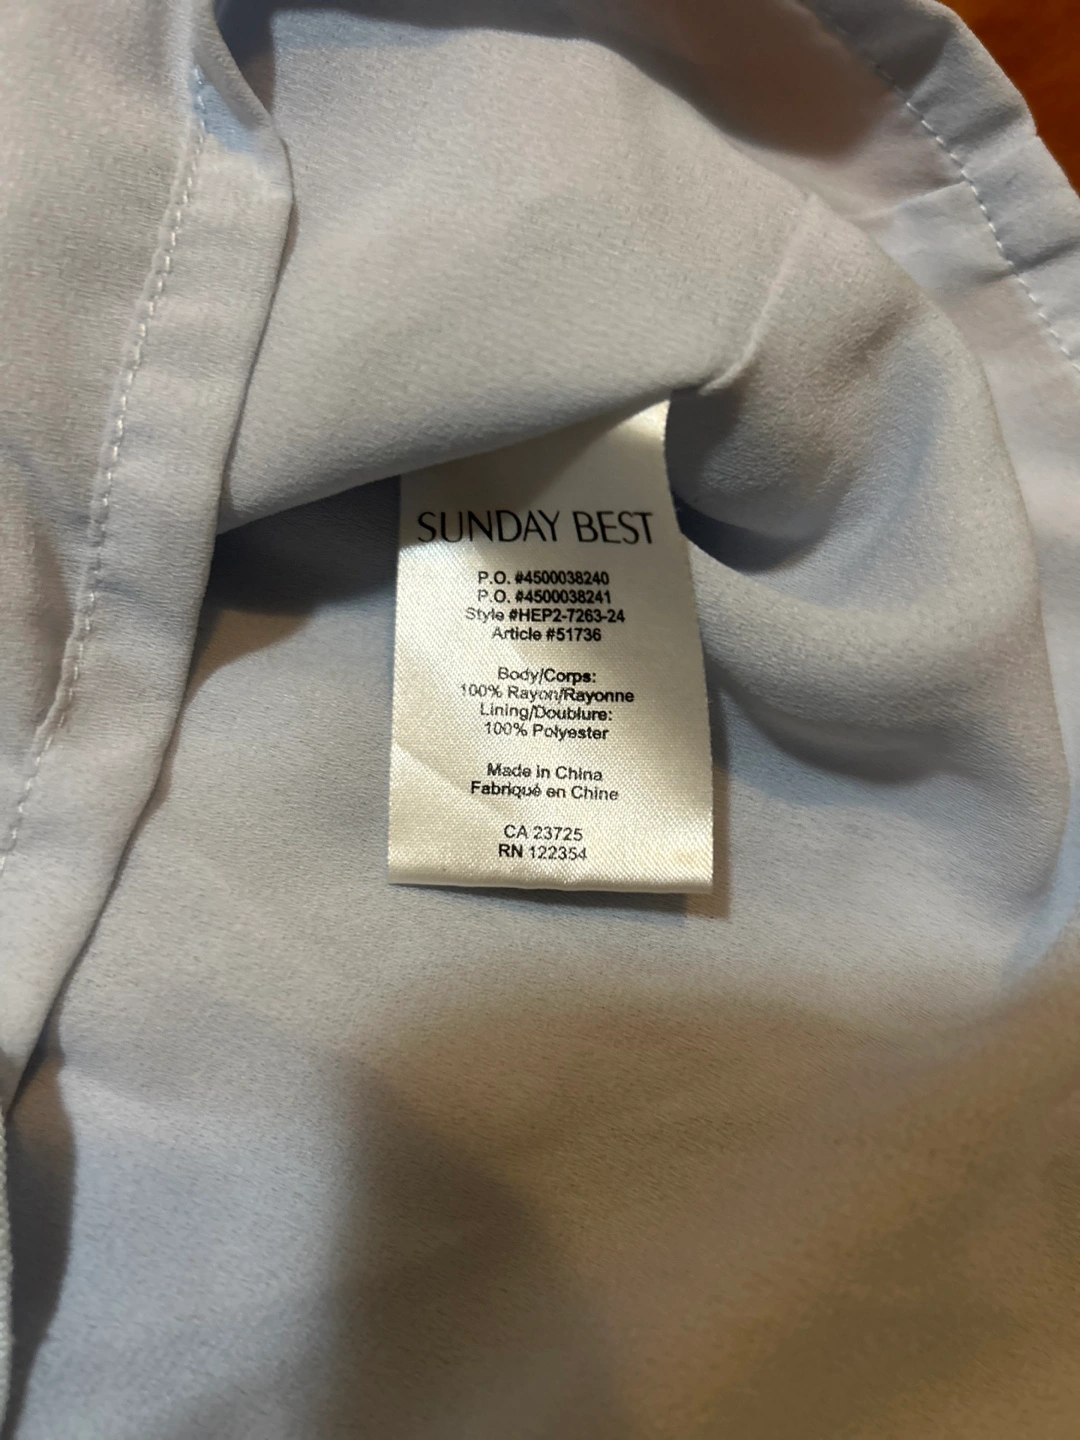 SUNDAY BEST
P.O. #4500038240
P.O. #4500038241
Style #HEP2-7263-24
Article #51736
Body/Corps:
100% Rayon/Rayonne
Lining/Doublure:
100% Polyester
Made in China
Fabriqué en Chine
CA 23725
RN 122354